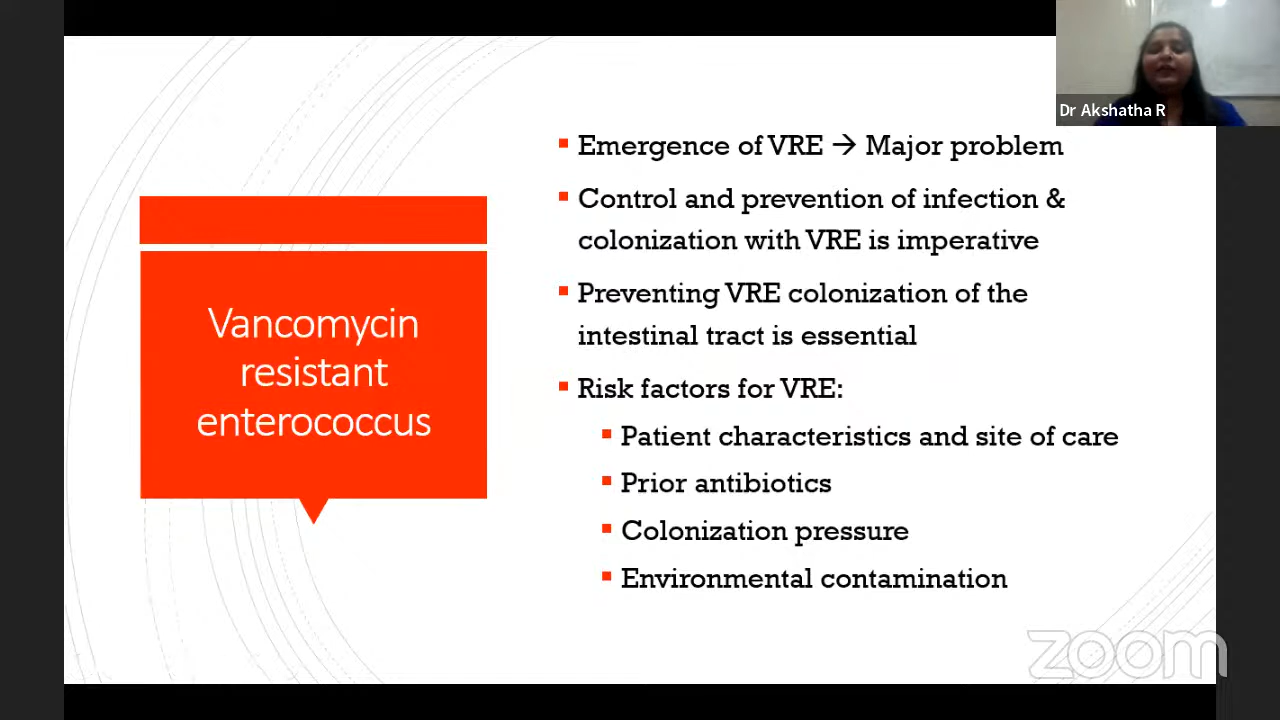 Dr Akshatha R
Vancomycin
resistant
enterococcus
Emergence of VRE → Major problem
Control and prevention of infection &
colonization with VRE is imperative
Preventing VRE colonization of the
intestinal tract is essential
Risk factors for VRE:
Patient characteristics and site of care
Prior antibiotics
Colonization pressure
Environmental contamination
zoom